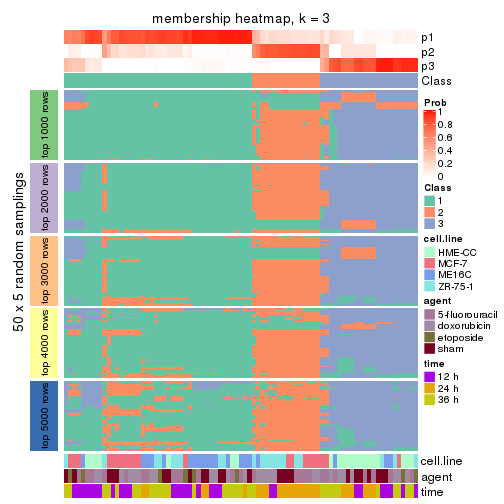 membership heatmap, k = 3
p1
p2
p3
Class
50 x 5 random samplings
top 1000 rows
top 2000 rows
top 3000 rows
top 4000 rows
top 5000 rows
cell.line
agent
time
Prob
1
0.8
0.6
0.4
0.2
0
Class
1
2
3
cell.line
HME-CC
MCF-7
ME16C
ZR-75-1
agent
5-fluorouracil
doxorubicin
etoposide
sham
time
12 h
24 h
36 h